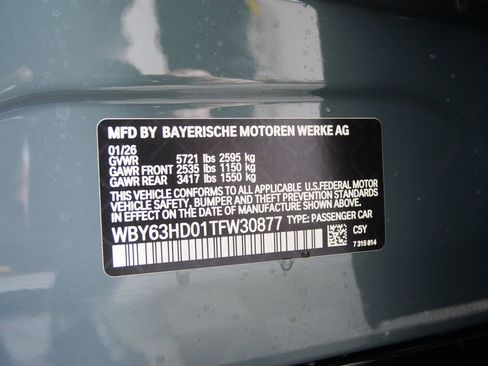 MFD BY BAYERISCHE MOTOREN WERKE AG
01/26
GVWR 5721 lbs 2595 kg
GAWR FRONT 2535 lbs 1150 kg
GAWR REAR 3417 lbs 1550 kg
THIS VEHICLE CONFORMS TO ALL APPLICABLE U.S.FEDERAL MOTOR
VEHICLE SAFETY, BUMPER AND THEFT PREVENTION STANDARDS
IN EFFECT ON THE DATE OF MANUFACTURE SHOWN ABOVE.
WBY63HD01TFW30877 TYPE: PASSENGER CAR
C5Y
7 315 814